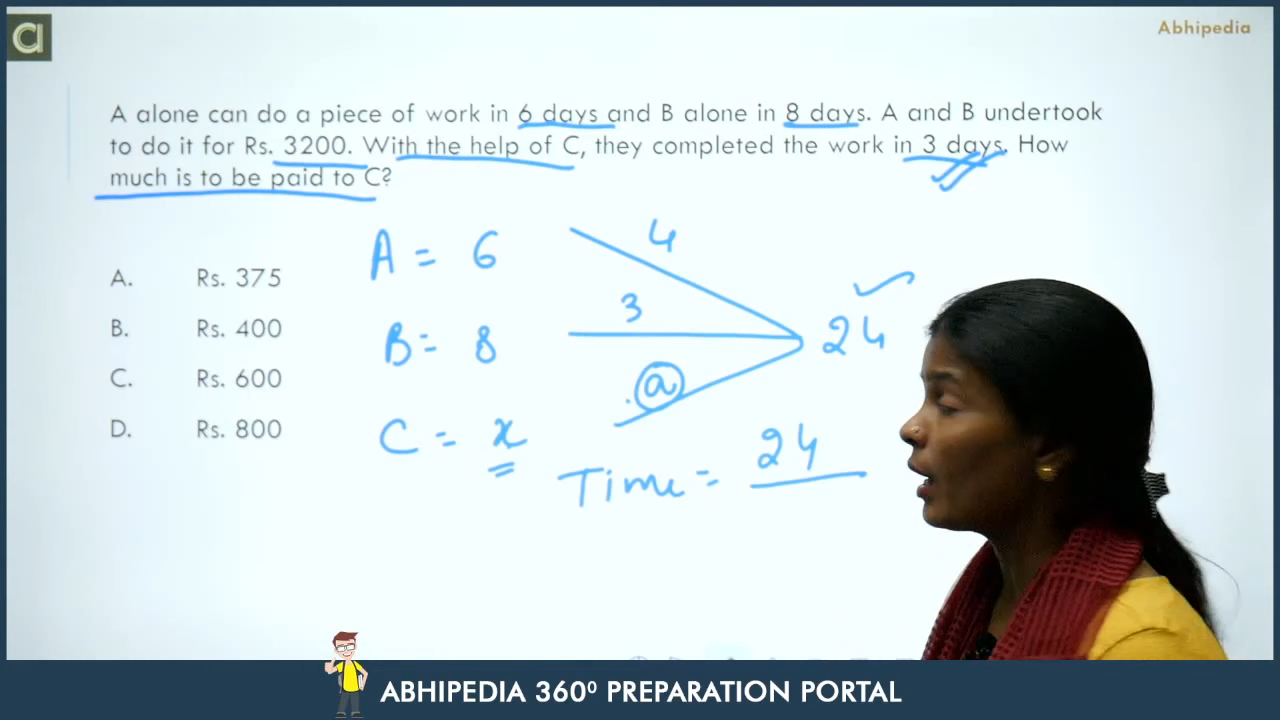 Abhipedia
A alone can do a piece of work in 6 days and B alone in 8 days. A and B undertook
to do it for Rs. 3200. With the help of C, they completed the work in 3 days. How
much is to be paid to C?
A. Rs. 375
B. Rs. 400
C. Rs. 600
D. Rs. 800
A = 6 4
B = 8 3 24
C = x a
Time = 24
ABHIPEDIA 360⁰ PREPARATION PORTAL